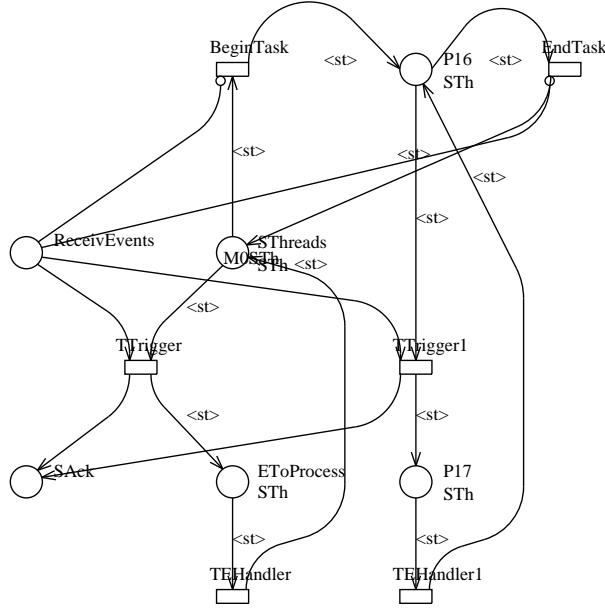 BeginTask
EndTask
<st>
P16
<st>
STh
<st>
<st>
<st>
<st>
ReceivEvents
SThreads
M0STh
<st>
STh
<st>
TTrigger
TTrigger1
<st>
<st>
SAck
EToProcess
P17
STh
STh
<st>
<st>
TEHandler
TEHandler1